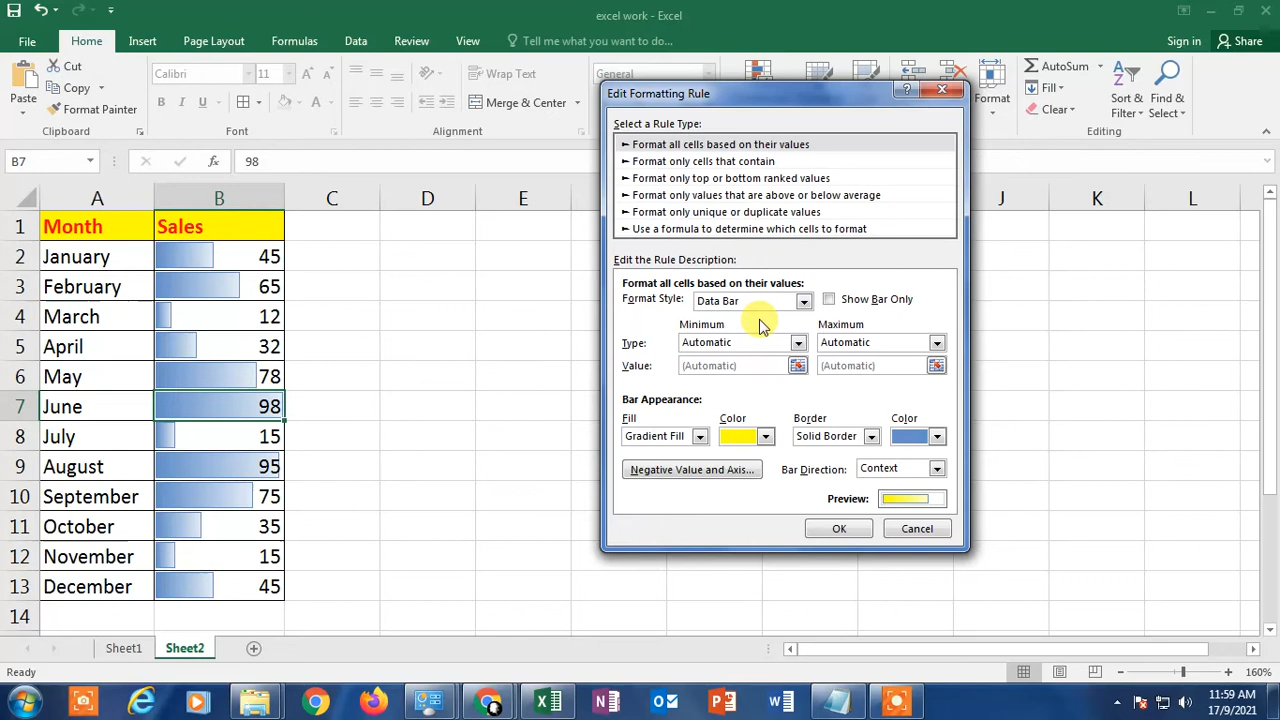 excel work - Excel
File Home Insert Page Layout Formulas Data Review View Tell me what you want to do... Sign in Share
Paste Cut Copy Format Painter Clipboard
Calibri 11 B I U Font
Wrap Text Merge & Center Alignment
General
Format
AutoSum Fill Clear Sort & Filter Find & Select Editing
B7 98
A B C D E J K L
1 Month Sales
2 January 45
3 February 65
4 March 12
5 April 32
6 May 78
7 June 98
8 July 15
9 August 95
10 September 75
11 October 35
12 November 15
13 December 45
14
Edit Formatting Rule
Select a Rule Type:
► Format all cells based on their values
► Format only cells that contain
► Format only top or bottom ranked values
► Format only values that are above or below average
► Format only unique or duplicate values
► Use a formula to determine which cells to format
Edit the Rule Description:
Format all cells based on their values:
Format Style: Data Bar Show Bar Only
Minimum Maximum
Type: Automatic Automatic
Value: (Automatic) (Automatic)
Bar Appearance:
Fill Color Border Color
Gradient Fill Solid Border
Negative Value and Axis... Bar Direction: Context
Preview:
OK Cancel
Sheet1 Sheet2
Ready 160%
11:59 AM
17/9/2021